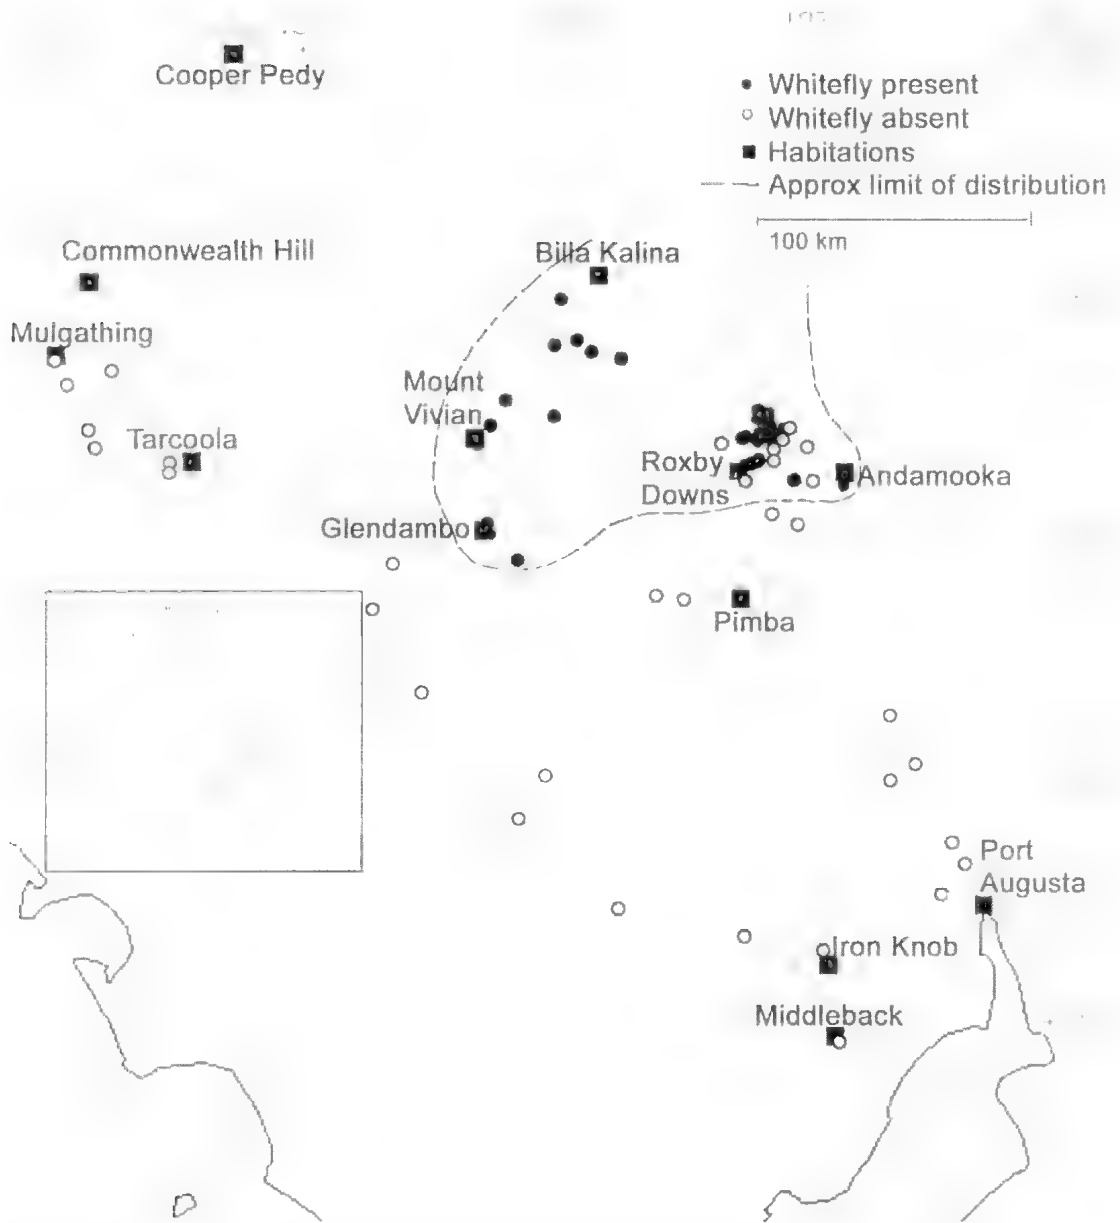 Cooper Pedy
Whitefly present
Whitefly absent
Habitations
Approx limit of distribution
100 km
Commonwealth Hill
Billa Kalina
Mulgathing
Mount
Vivian
Tarcoola
Roxby
Downs
Andamooka
Glendambo
Pimba
Port
Augusta
Iron Knob
Middleback